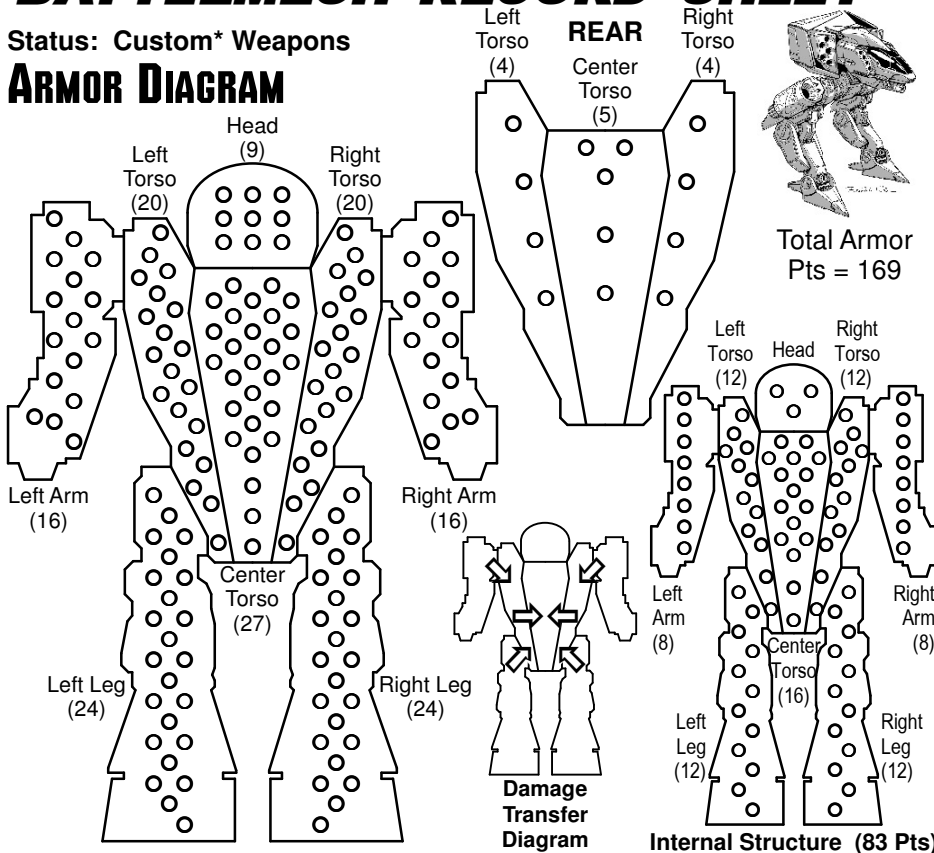 BATTLEMECH RECORD SHEET
Status: Custom* Weapons
ARMOR DIAGRAM
Head
(9)
Left
Torso
(20)
Right
Torso
(20)
Left Arm
(16)
Right Arm
(16)
Center
Torso
(27)
Left Leg
(24)
Right Leg
(24)
Left
Torso
(4)
REAR
Center
Torso
(5)
Right
Torso
(4)
Total Armor
Pts = 169
Damage
Transfer
Diagram
Left
Torso
(12)
Head
Right
Torso
(12)
Left
Arm
(8)
Right
Arm
(8)
Center
Torso
(16)
Left
Leg
(12)
Right
Leg
(12)
Internal Structure (83 Pts)